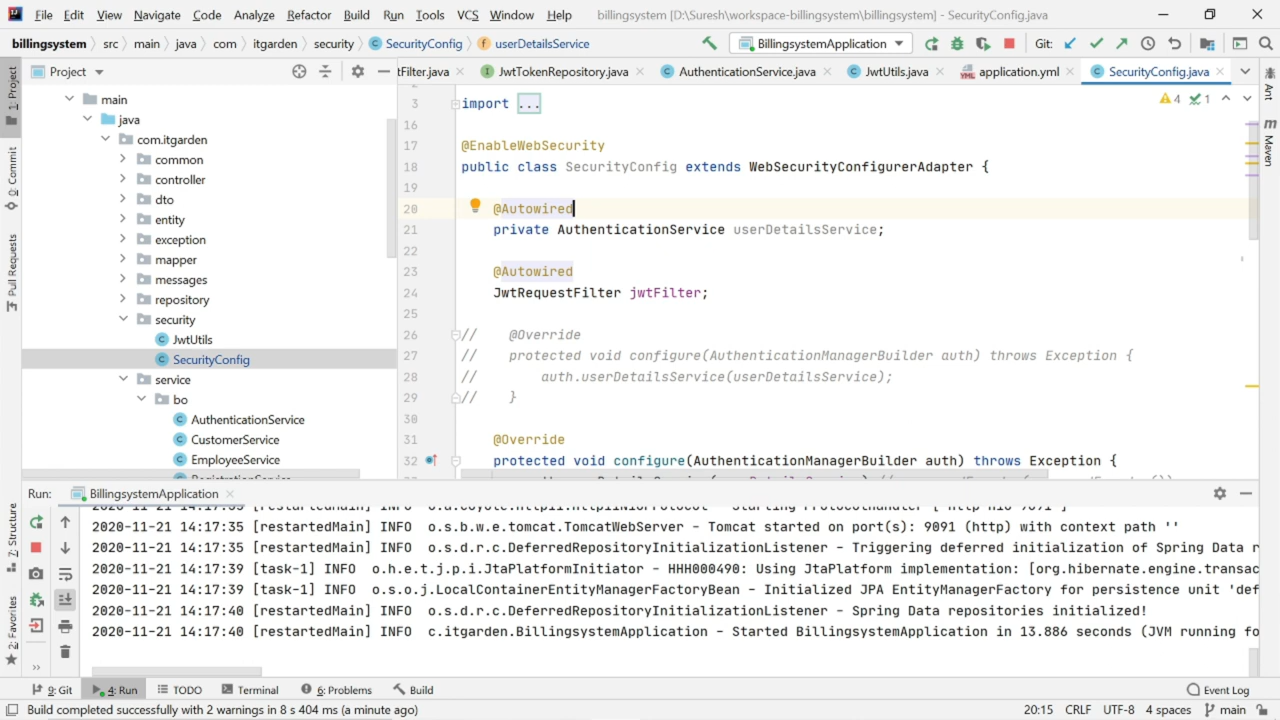 File Edit View Navigate Code Analyze Refactor Build Run Tools VCS Window Help billingsystem [D:\Suresh\workspace-billingsystem\billingsystem] - SecurityConfig.java
billingsystem src main java com itgarden security SecurityConfig userDetailsService BillingsystemApplication Git:
Project tFilter.java JwtTokenRepository.java AuthenticationService.java JwtUtils.java application.yml SecurityConfig.java
1: Project
0: Commit
Pull Requests
Z: Structure
2: Favorites
Ant
Maven
main
java
com.itgarden
common
controller
dto
entity
exception
mapper
messages
repository
security
JwtUtils
SecurityConfig
service
bo
AuthenticationService
CustomerService
EmployeeService
4 1
3 import ...
16
17 @EnableWebSecurity
18 public class SecurityConfig extends WebSecurityConfigurerAdapter {
19
20 @Autowired
21 private AuthenticationService userDetailsService;
22
23 @Autowired
24 JwtRequestFilter jwtFilter;
25
26 // @Override
27 // protected void configure(AuthenticationManagerBuilder auth) throws Exception {
28 // auth.userDetailsService(userDetailsService);
29 // }
30
31 @Override
32 protected void configure(AuthenticationManagerBuilder auth) throws Exception {
Run: BillingsystemApplication
2020-11-21 14:17:35 [restartedMain] INFO o.s.b.w.e.tomcat.TomcatWebServer - Tomcat started on port(s): 9091 (http) with context path ''
2020-11-21 14:17:35 [restartedMain] INFO o.s.d.r.c.DeferredRepositoryInitializationListener - Triggering deferred initialization of Spring Data r
2020-11-21 14:17:39 [task-1] INFO o.h.e.t.j.p.i.JtaPlatformInitiator - HHH000490: Using JtaPlatform implementation: [org.hibernate.engine.transac
2020-11-21 14:17:39 [task-1] INFO o.s.o.j.LocalContainerEntityManagerFactoryBean - Initialized JPA EntityManagerFactory for persistence unit 'def
2020-11-21 14:17:40 [restartedMain] INFO o.s.d.r.c.DeferredRepositoryInitializationListener - Spring Data repositories initialized!
2020-11-21 14:17:40 [restartedMain] INFO c.itgarden.BillingsystemApplication - Started BillingsystemApplication in 13.886 seconds (JVM running fo
9: Git 4: Run TODO Terminal 6: Problems Build Event Log
Build completed successfully with 2 warnings in 8 s 404 ms (a minute ago) 20:15 CRLF UTF-8 4 spaces main